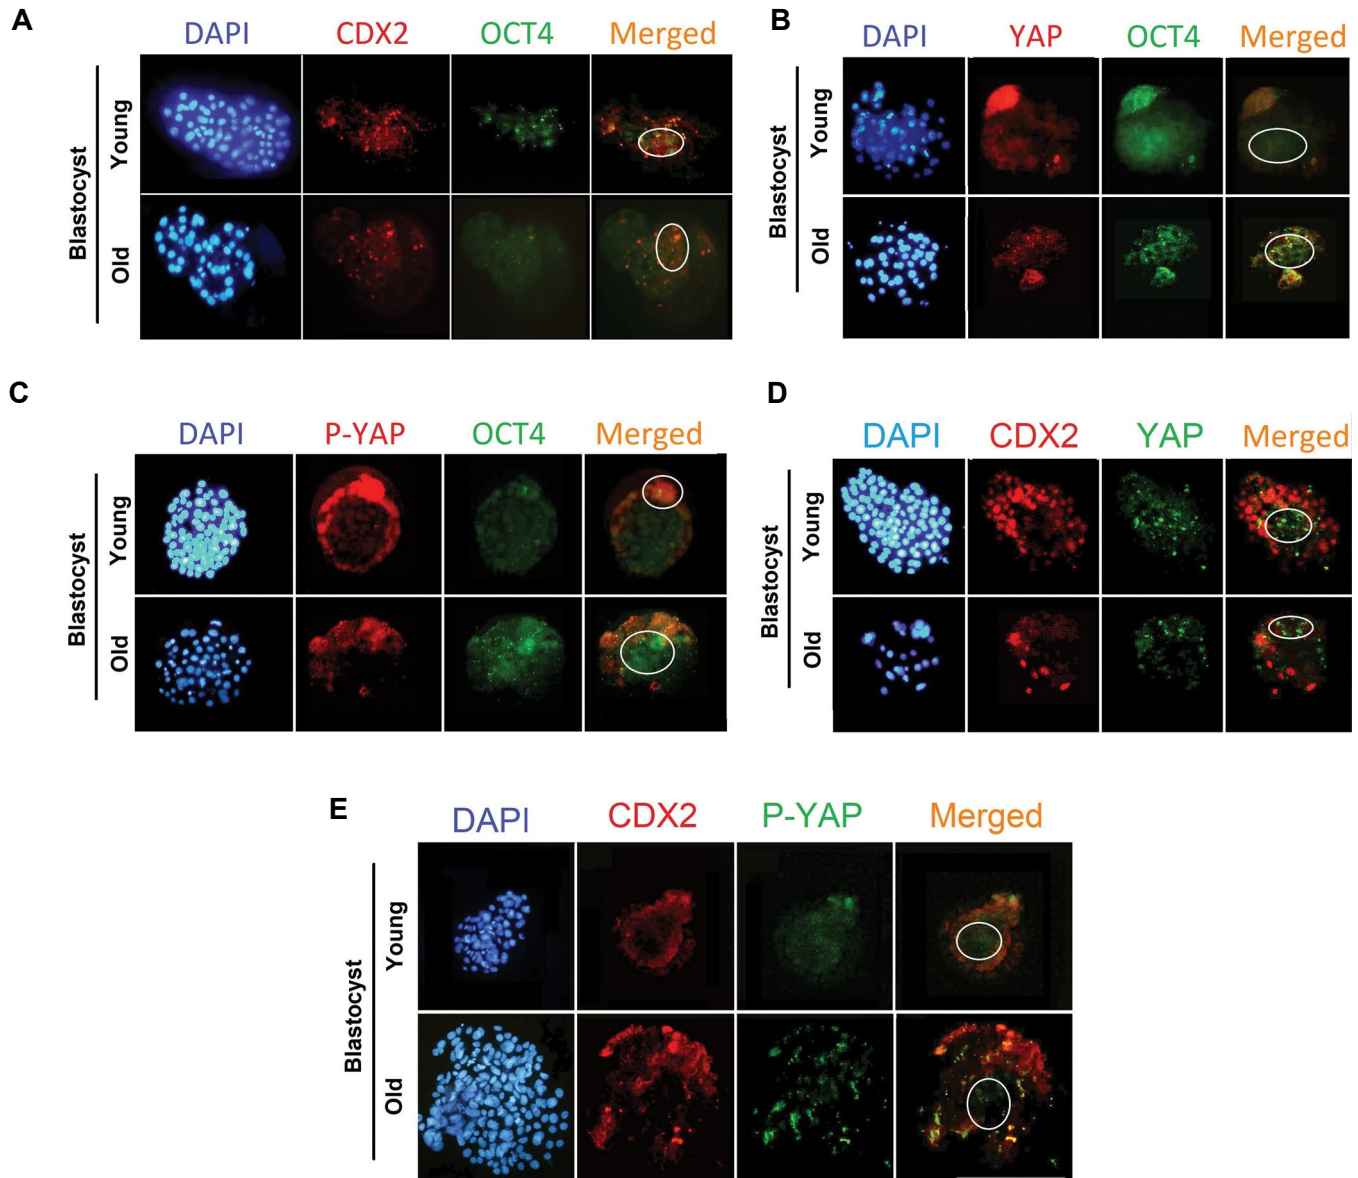 A
DAPI CDX2 OCT4 Merged
Blastocyst
Young
Old
B
DAPI YAP OCT4 Merged
Blastocyst
Young
Old
C
DAPI P-YAP OCT4 Merged
Blastocyst
Young
Old
D
DAPI CDX2 YAP Merged
Blastocyst
Young
Old
E
DAPI CDX2 P-YAP Merged
Blastocyst
Young
Old